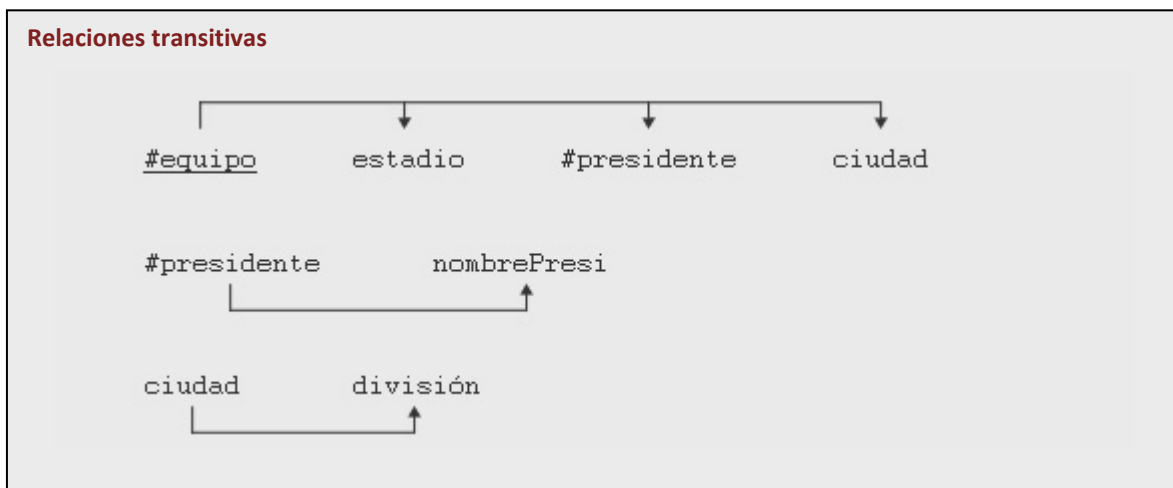 Relaciones transitivas
#equipo estadio #presidente ciudad
#presidente nombrePresi
ciudad división